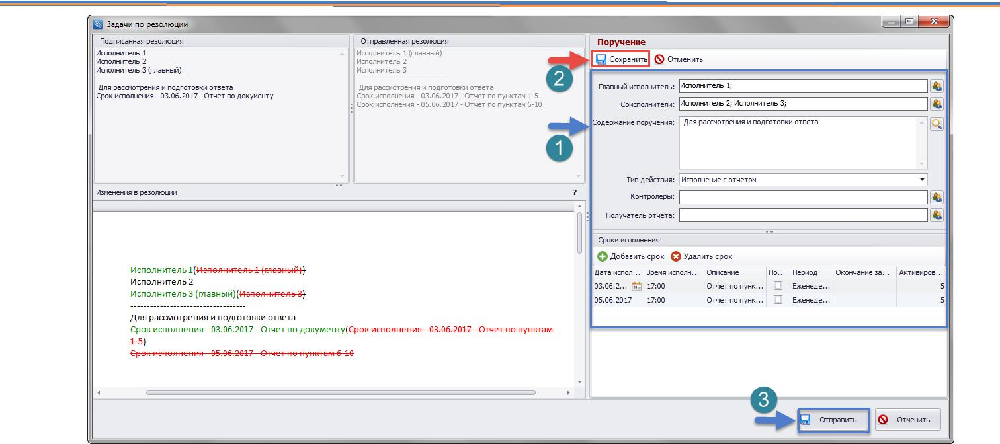 Задачи по резолюции
Подписанная резолюция
Исполнитель 1
Исполнитель 2
Исполнитель 3 (главный)
----------------------------------
Для рассмотрения и подготовки ответа
Срок исполнения - 03.06.2017 - Отчет по документу
Отправленная резолюция
Исполнитель 1 (главный)
Исполнитель 2
Исполнитель 3
----------------------------------
Для рассмотрения и подготовки ответа
Срок исполнения - 03.06.2017 - Отчет по пунктам 1-5
Срок исполнения - 05.06.2017 - Отчет по пунктам 6-10
Изменения в резолюции ?
Исполнитель 1(Исполнитель 1 (главный))
Исполнитель 2
Исполнитель 3 (главный)(Исполнитель 3)
-----------------------------------
Для рассмотрения и подготовки ответа
Срок исполнения - 03.06.2017 - Отчет по документу(Срок исполнения - 03.06.2017 - Отчет по пунктам
1-5)
Срок исполнения - 05.06.2017 - Отчет по пунктам 6-10
Поручение
2
Сохранить Отменить
1
Главный исполнитель: Исполнитель 1;
Соисполнители: Исполнитель 2; Исполнитель 3;
Содержание поручения: Для рассмотрения и подготовки ответа
Тип действия: Исполнение с отчетом
Контролёры:
Получатель отчета:
Сроки исполнения
Добавить срок Удалить срок
Дата испол... Время исполн... Описание По... Период Окончание за... Активиров...
03.06.2... 17:00 Отчет по пунк... Еженеде... 5
05.06.2017 17:00 Отчет по пунк... Еженеде... 5
3
Отправить Отменить